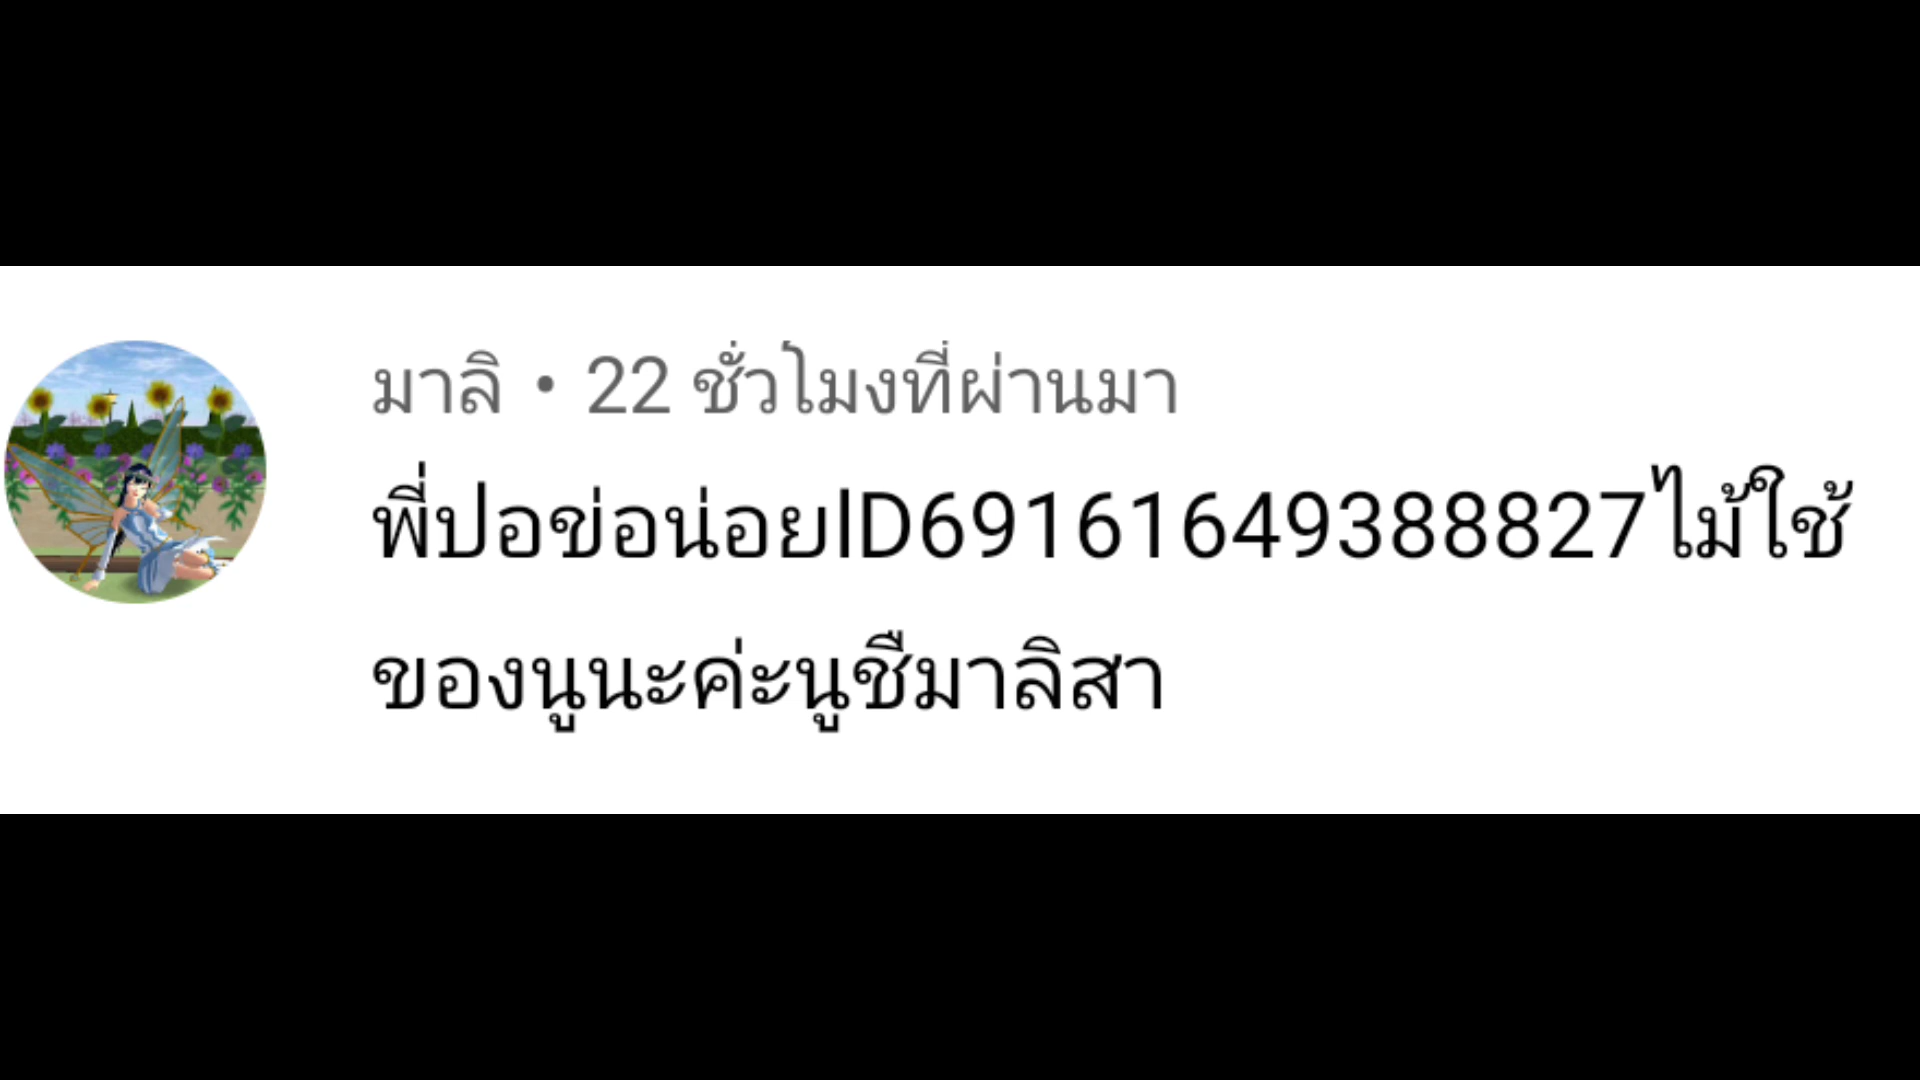 มาลิ • 22 ชั่วโมงที่ผ่านมา
พี่ปอข่อน่อยID69161649388827ไม้ใช้
ของนูนะค่ะนูชืมาลิสา